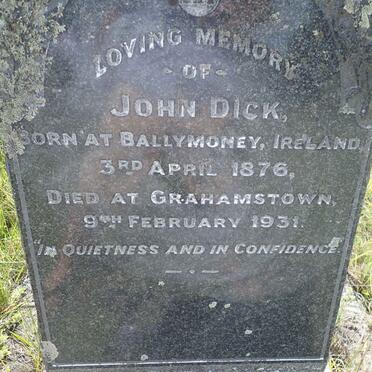 LOVING MEMORY
- OF -
JOHN DICK,
BORN AT BALLYMONEY, IRELAND,
3RD APRIL 1876,
DIED AT GRAHAMSTOWN,
9TH FEBRUARY 1931.
"IN QUIETNESS AND IN CONFIDENCE"